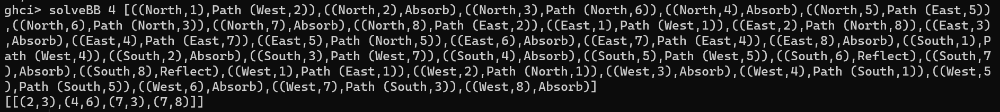 ghci> solveBB 4 [((North,1),Path (West,2)),((North,2),Absorb),((North,3),Path (North,6)),((North,4),Absorb),((North,5),Path (East,5))
,((North,6),Path (North,3)),((North,7),Absorb),((North,8),Path (East,2)),((East,1),Path (West,1)),((East,2),Path (North,8)),((East,3)
,Absorb),((East,4),Path (East,7)),((East,5),Path (North,5)),((East,6),Absorb),((East,7),Path (East,4)),((East,8),Absorb),((South,1),P
ath (West,4)),((South,2),Absorb),((South,3),Path (West,7)),((South,4),Absorb),((South,5),Path (West,5)),((South,6),Reflect),((South,7
),Absorb),((South,8),Reflect),((West,1),Path (East,1)),((West,2),Path (North,1)),((West,3),Absorb),((West,4),Path (South,1)),((West,5
),Path (South,5)),((West,6),Absorb),((West,7),Path (South,3)),((West,8),Absorb)]
[[(2,3),(4,6),(7,3),(7,8)]]